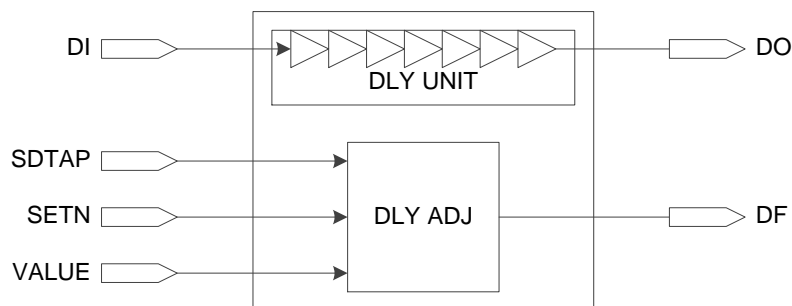 DI
DO
DLY UNIT
SDTAP
SETN
DLY ADJ
DF
VALUE